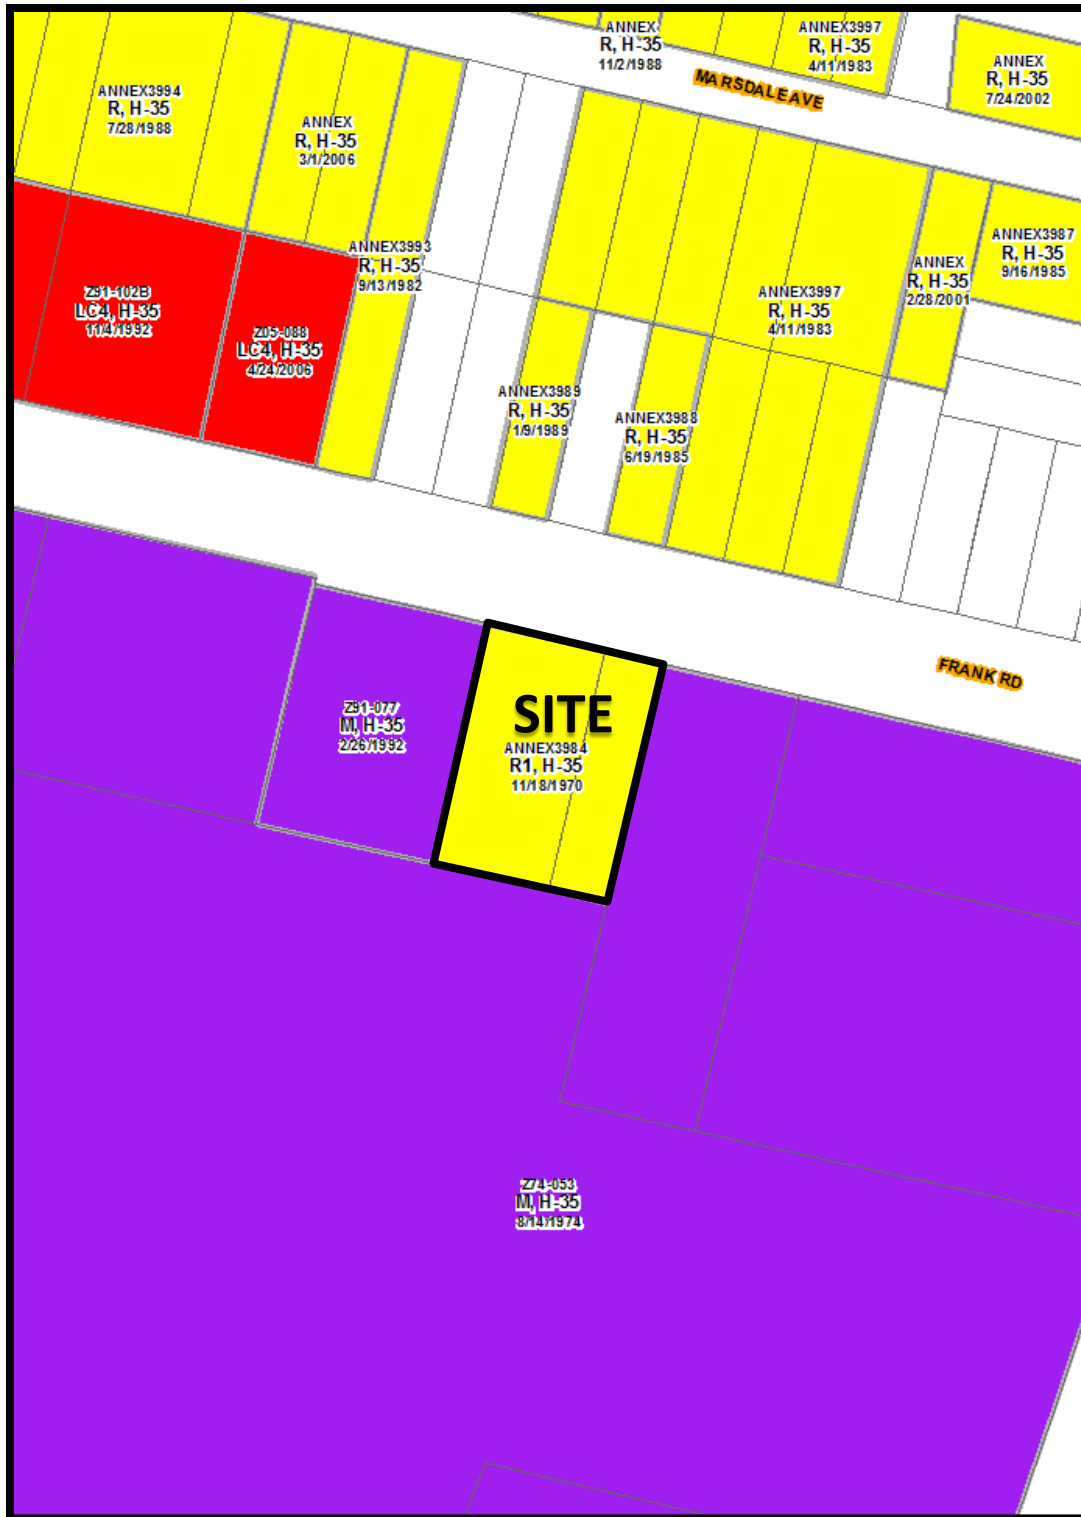 ANNEX
R, H-35
11/2/1988
ANNEX3997
R, H-35
4/11/1983
ANNEX
R, H-35
7/24/2002
MARSDALE AVE
ANNEX3994
R, H-35
7/28/1988
ANNEX
R, H-35
3/1/2006
ANNEX3993
R, H-35
9/13/1982
ANNEX3987
R, H-35
9/16/1985
ANNEX
R, H-35
2/28/2001
Z91-102B
LC4, H-35
11/4/1992
Z05-088
LC4, H-35
4/24/2006
ANNEX3997
R, H-35
4/11/1983
ANNEX3989
R, H-35
1/9/1989
ANNEX3988
R, H-35
6/19/1985
FRANK RD
Z91-077
M, H-35
2/26/1992
SITE
ANNEX3984
R1, H-35
11/18/1970
Z74-053
M, H-35
8/14/1974